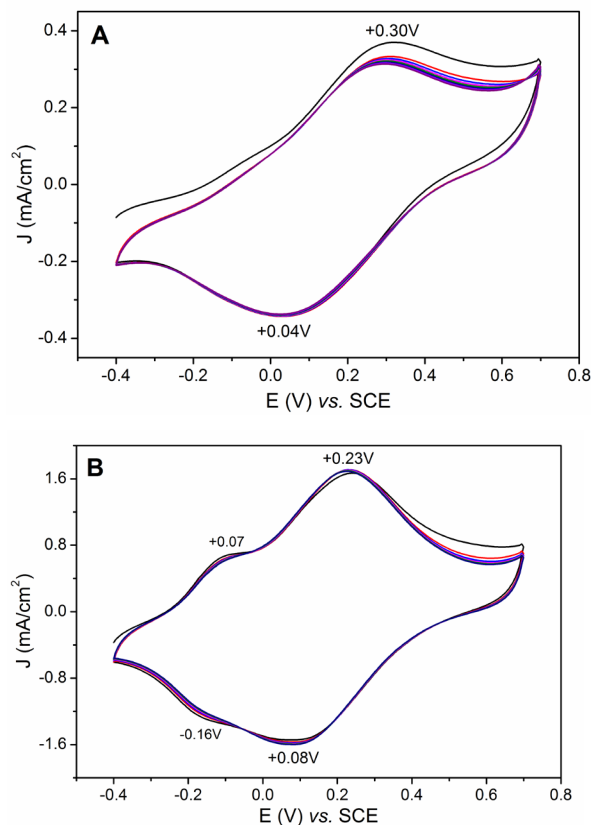 A
+0.30
0.4
0.2
0.0
-0.2
-0.4
J (mA/cm²)
+0.04V
-0.4 -0.2 0.0 0.2 0.4 0.6 0.8
E (V) vs. SCE
B
+0.23V
1.6
0.8
0.0
-0.8
-1.6
J (mA/cm²)
+0.07
-0.16V
+0.08V
-0.4 -0.2 0.0 0.2 0.4 0.6 0.8
E (V) vs. SCE